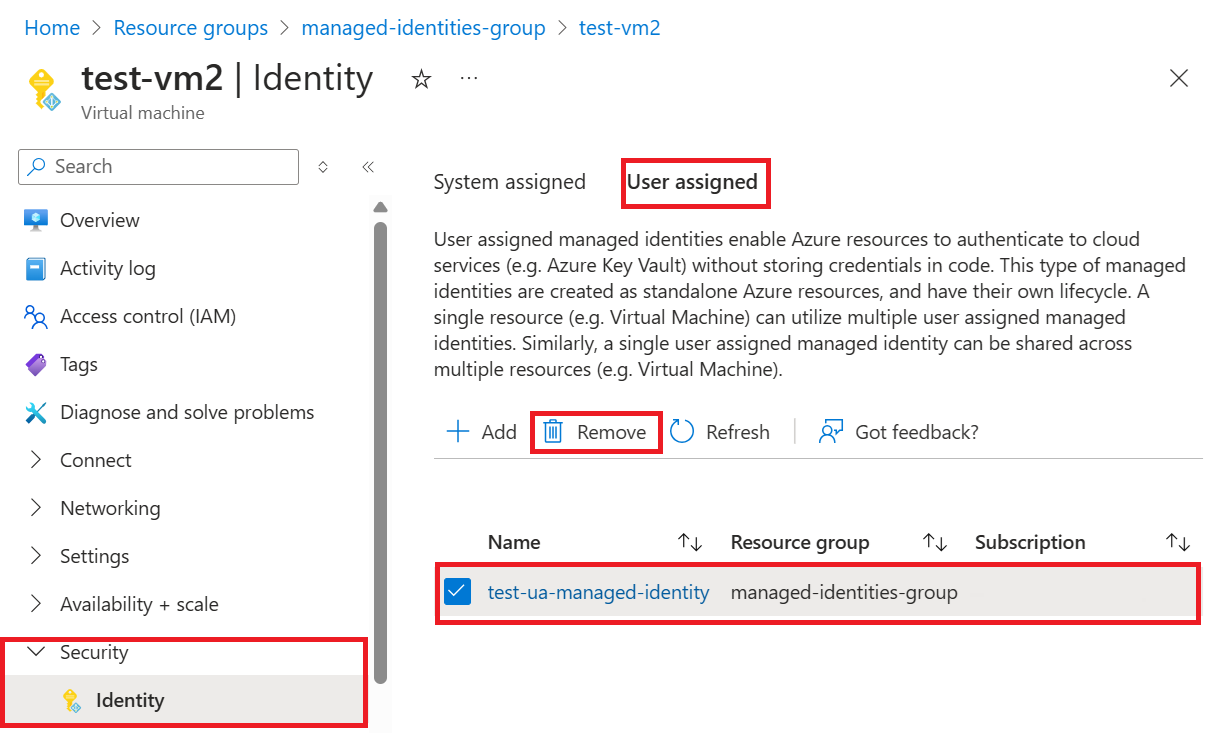 Home > Resource groups > managed-identities-group > test-vm2
test-vm2 | Identity
Virtual machine
Search
Overview
Activity log
Access control (IAM)
Tags
Diagnose and solve problems
Connect
Networking
Settings
Availability + scale
Security
Identity
System assigned User assigned
User assigned managed identities enable Azure resources to authenticate to cloud
services (e.g. Azure Key Vault) without storing credentials in code. This type of managed
identities are created as standalone Azure resources, and have their own lifecycle. A
single resource (e.g. Virtual Machine) can utilize multiple user assigned managed
identities. Similarly, a single user assigned managed identity can be shared across
multiple resources (e.g. Virtual Machine).
Add Remove Refresh Got feedback?
Name Resource group Subscription
test-ua-managed-identity managed-identities-group